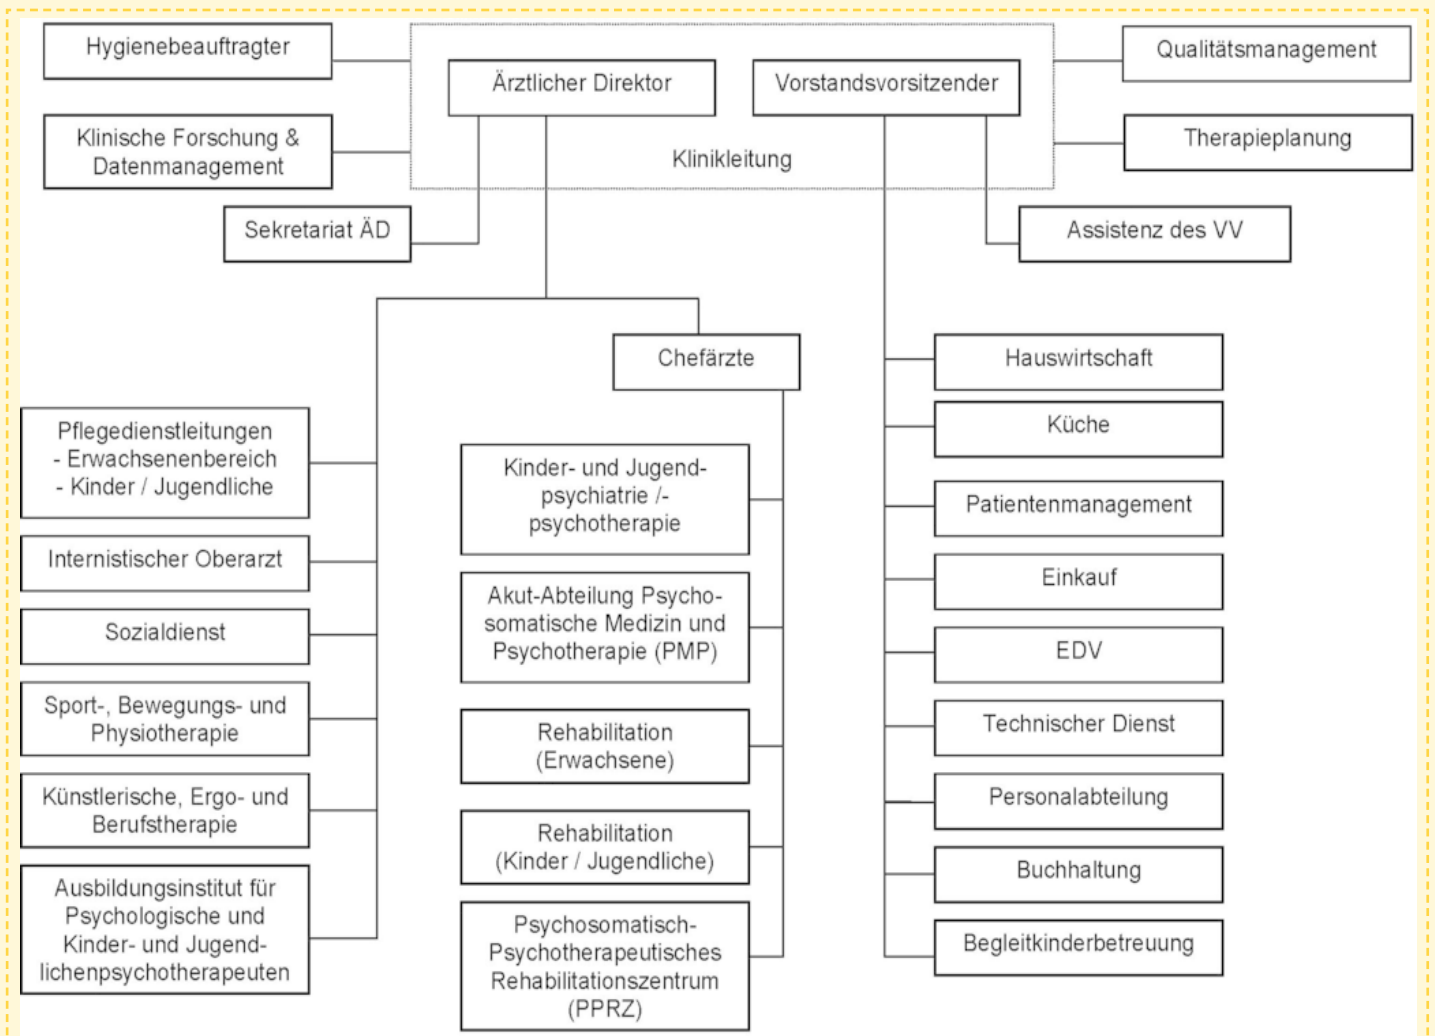 Hygienebeauftragter
Ärztlicher Direktor
Vorstandsvorsitzender
Qualitätsmanagement
Klinische Forschung &
Datenmanagement
Klinikleitung
Therapieplanung
Sekretariat ÄD
Assistenz des VV
Chefärzte
Pflegedienstleitungen
- Erwachsenenbereich
- Kinder / Jugendliche
Internistischer Oberarzt
Sozialdienst
Sport-, Bewegungs- und
Physiotherapie
Künstlerische, Ergo- und
Berufstherapie
Ausbildungsinstitut für
Psychologische und
Kinder- und Jugend-
lichenpsychotherapeuten
Kinder- und Jugend-
psychiatrie /-
psychotherapie
Akut-Abteilung Psycho-
somatische Medizin und
Psychotherapie (PMP)
Rehabilitation
(Erwachsene)
Rehabilitation
(Kinder / Jugendliche)
Psychosomatisch-
Psychotherapeutisches
Rehabilitationszentrum
(PPRZ)
Hauswirtschaft
Küche
Patientenmanagement
Einkauf
EDV
Technischer Dienst
Personalabteilung
Buchhaltung
Begleitkinderbetreuung